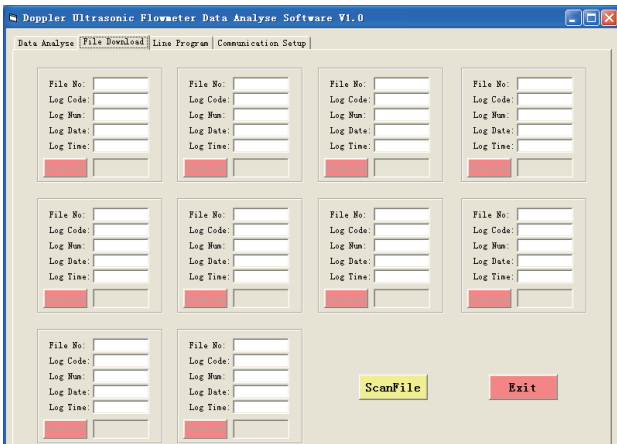 Doppler Ultrasonic Flowmeter Data Analyse Software V1.0
Data Analyse File Download Line Program Communication Setup
File No: File No: File No: File No:
Log Code: Log Code: Log Code: Log Code:
Log Num: Log Num: Log Num: Log Num:
Log Date: Log Date: Log Date: Log Date:
Log Time: Log Time: Log Time: Log Time:
File No: File No: File No: File No:
Log Code: Log Code: Log Code: Log Code:
Log Num: Log Num: Log Num: Log Num:
Log Date: Log Date: Log Date: Log Date:
Log Time: Log Time: Log Time: Log Time:
File No: File No:
Log Code: Log Code:
Log Num: Log Num:
Log Date: Log Date:
Log Time: Log Time:
ScanFile Exit